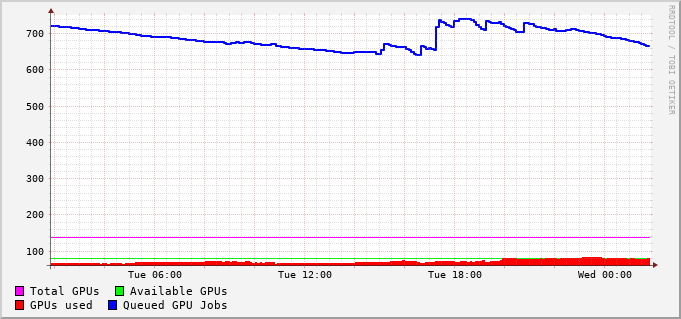 RRDTOOL / TOBI OETIKER
700
600
500
400
300
200
100
Tue 06:00 Tue 12:00 Tue 18:00 Wed 00:00
Total GPUs Available GPUs
GPUs used Queued GPU Jobs